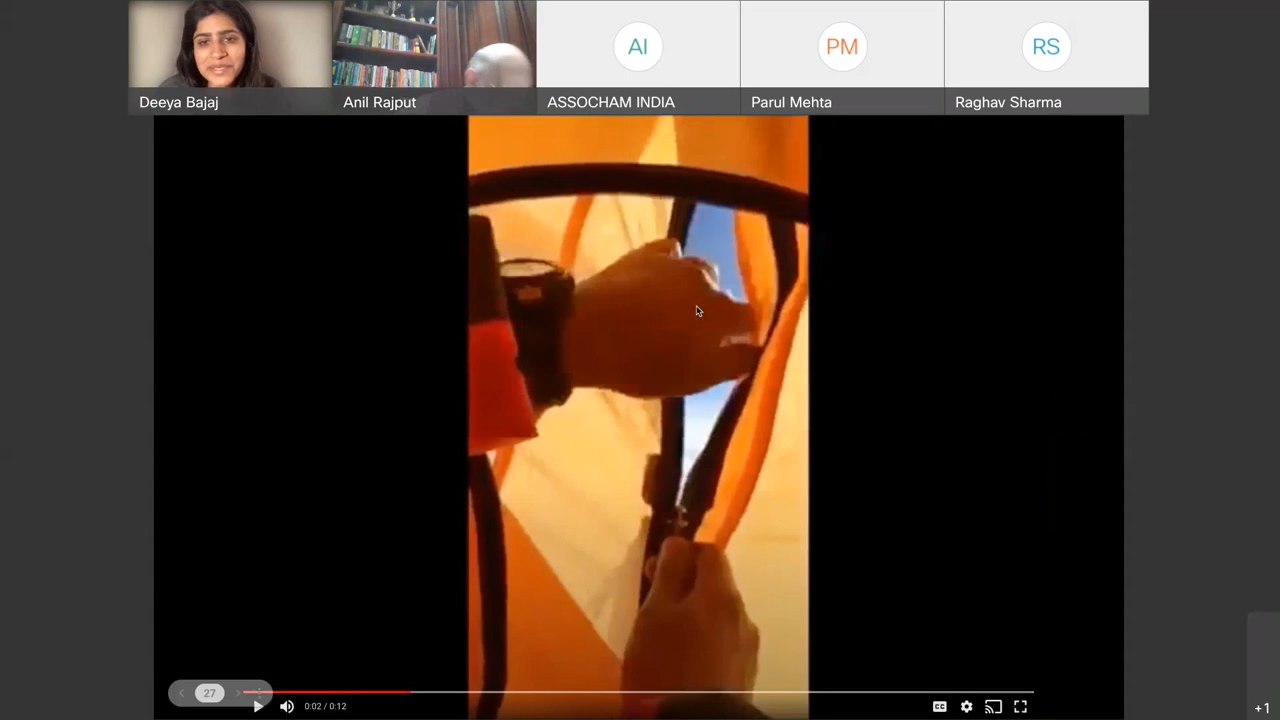 AI
PM
RS
Deeya Bajaj
Anil Rajput
ASSOCHAM INDIA
Parul Mehta
Raghav Sharma
27
0:02 / 0:12
CC
+1